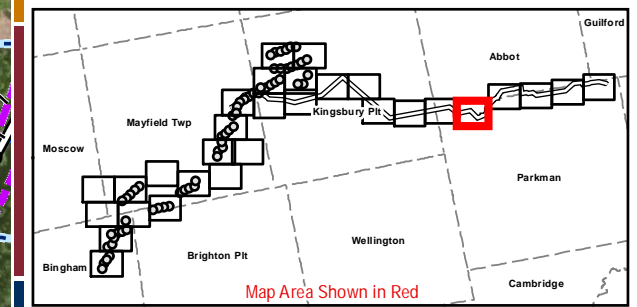 Guilford
Abbot
Kingsbury Plt
Mayfield Twp
Moscow
Parkman
Wellington
Brighton Plt
Bingham
Cambridge
Map Area Shown in Red